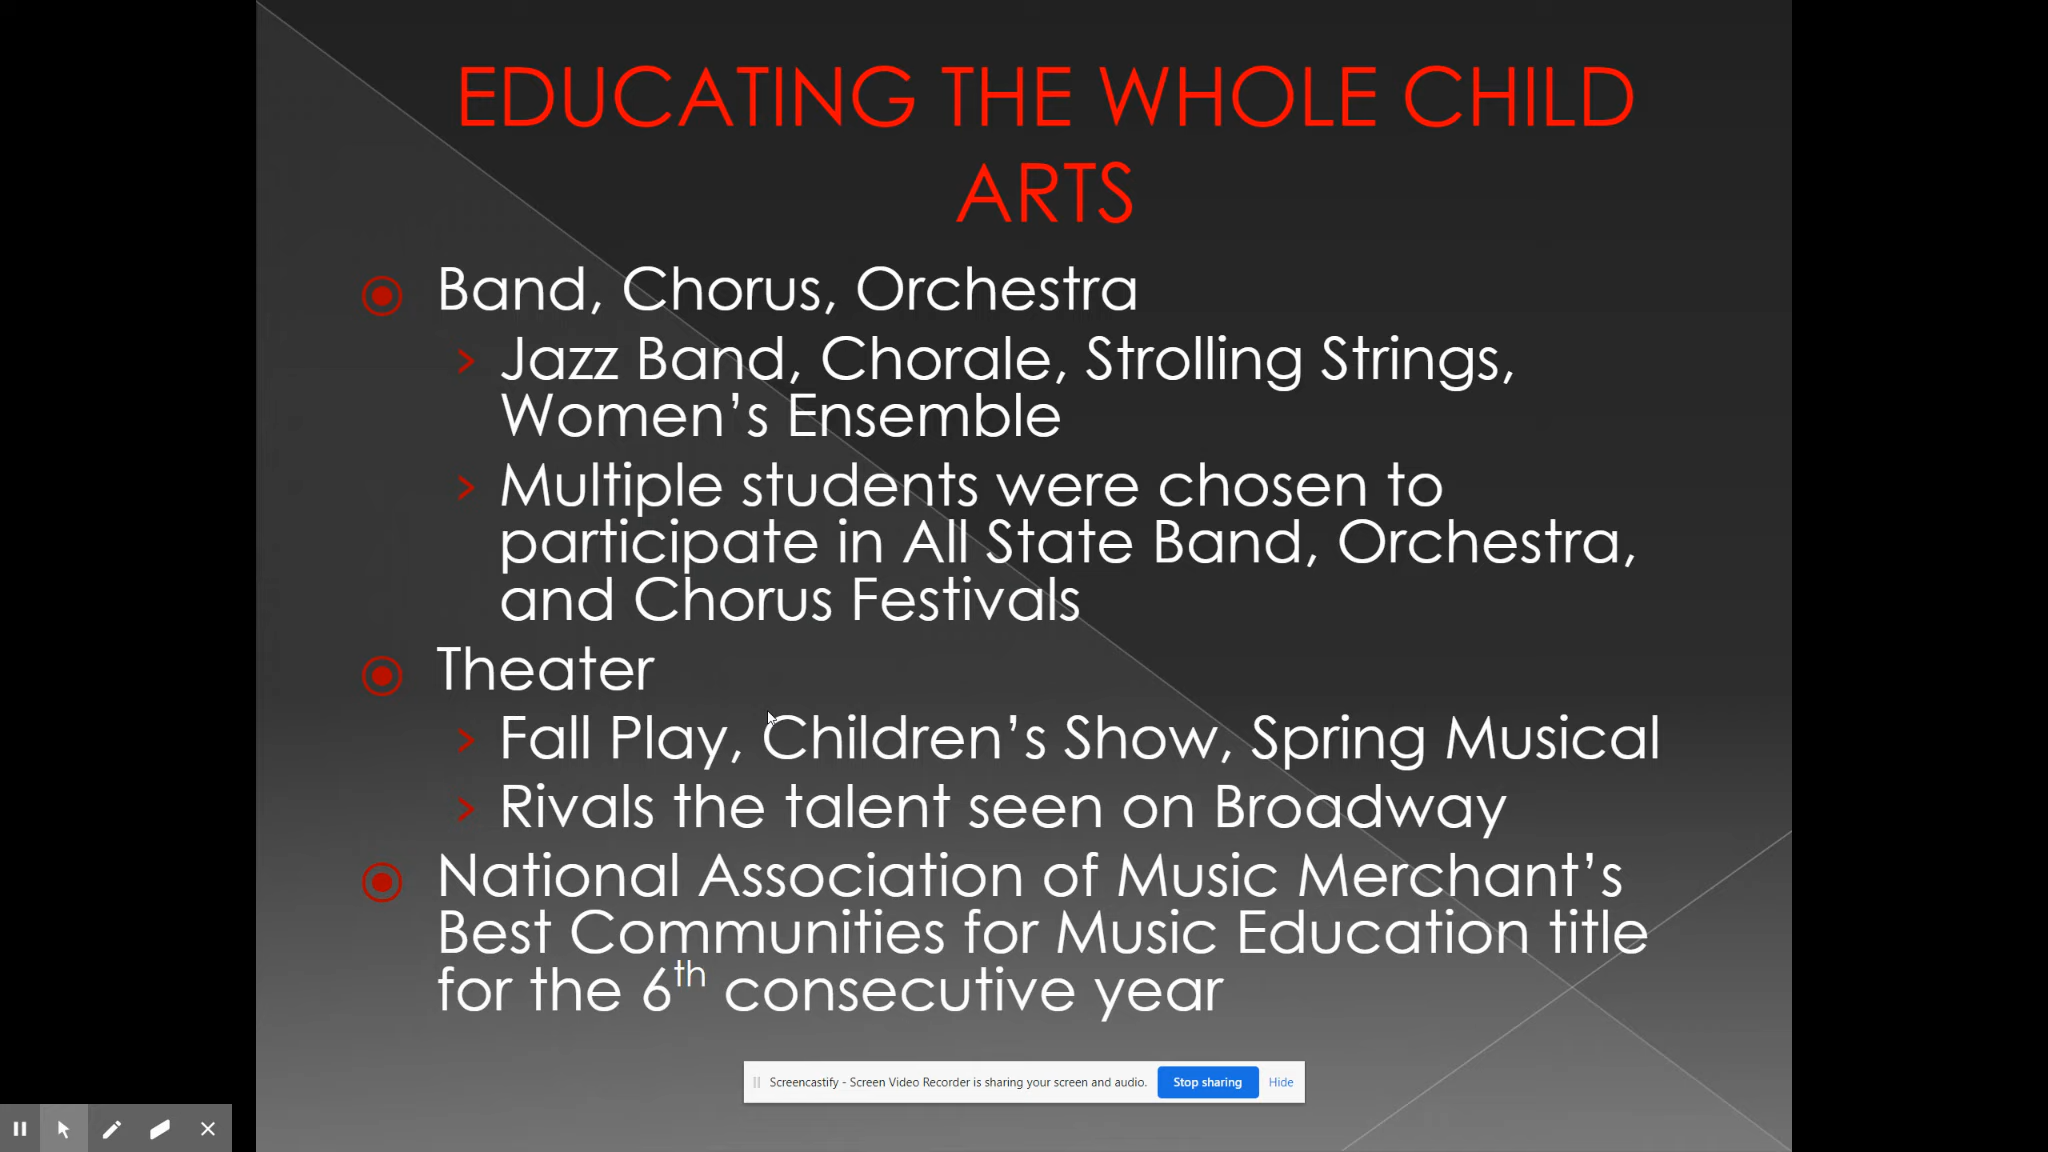 EDUCATING THE WHOLE CHILD
ARTS
Band, Chorus, Orchestra
Jazz Band, Chorale, Strolling Strings,
Women’s Ensemble
Multiple students were chosen to
participate in All State Band, Orchestra,
and Chorus Festivals
Theater
Fall Play, Children’s Show, Spring Musical
Rivals the talent seen on Broadway
National Association of Music Merchant’s
Best Communities for Music Education title
for the 6th consecutive year
Screencastify - Screen Video Recorder is sharing your screen and audio. Stop sharing Hide